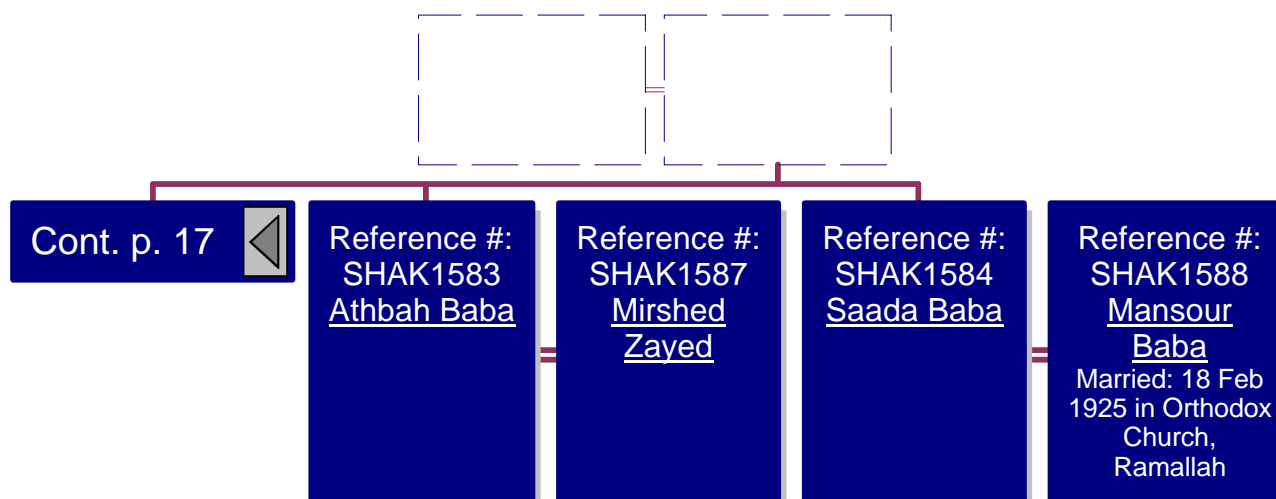 Cont. p. 17
Reference #:
SHAK1583
Athbah Baba
Reference #:
SHAK1587
Mirshed
Zayed
Reference #:
SHAK1584
Saada Baba
Reference #:
SHAK1588
Mansour
Baba
Married: 18 Feb
1925 in Orthodox
Church,
Ramallah